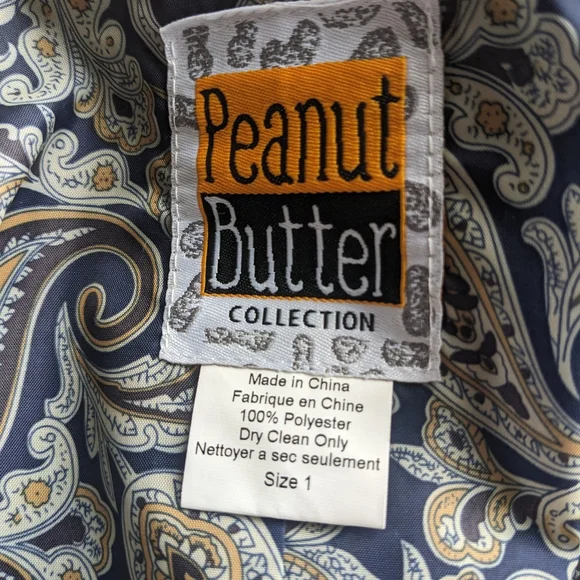 Peanut
Butter
COLLECTION
Made in China
Fabrique en Chine
100% Polyester
Dry Clean Only
Nettoyer a sec seulement
Size 1